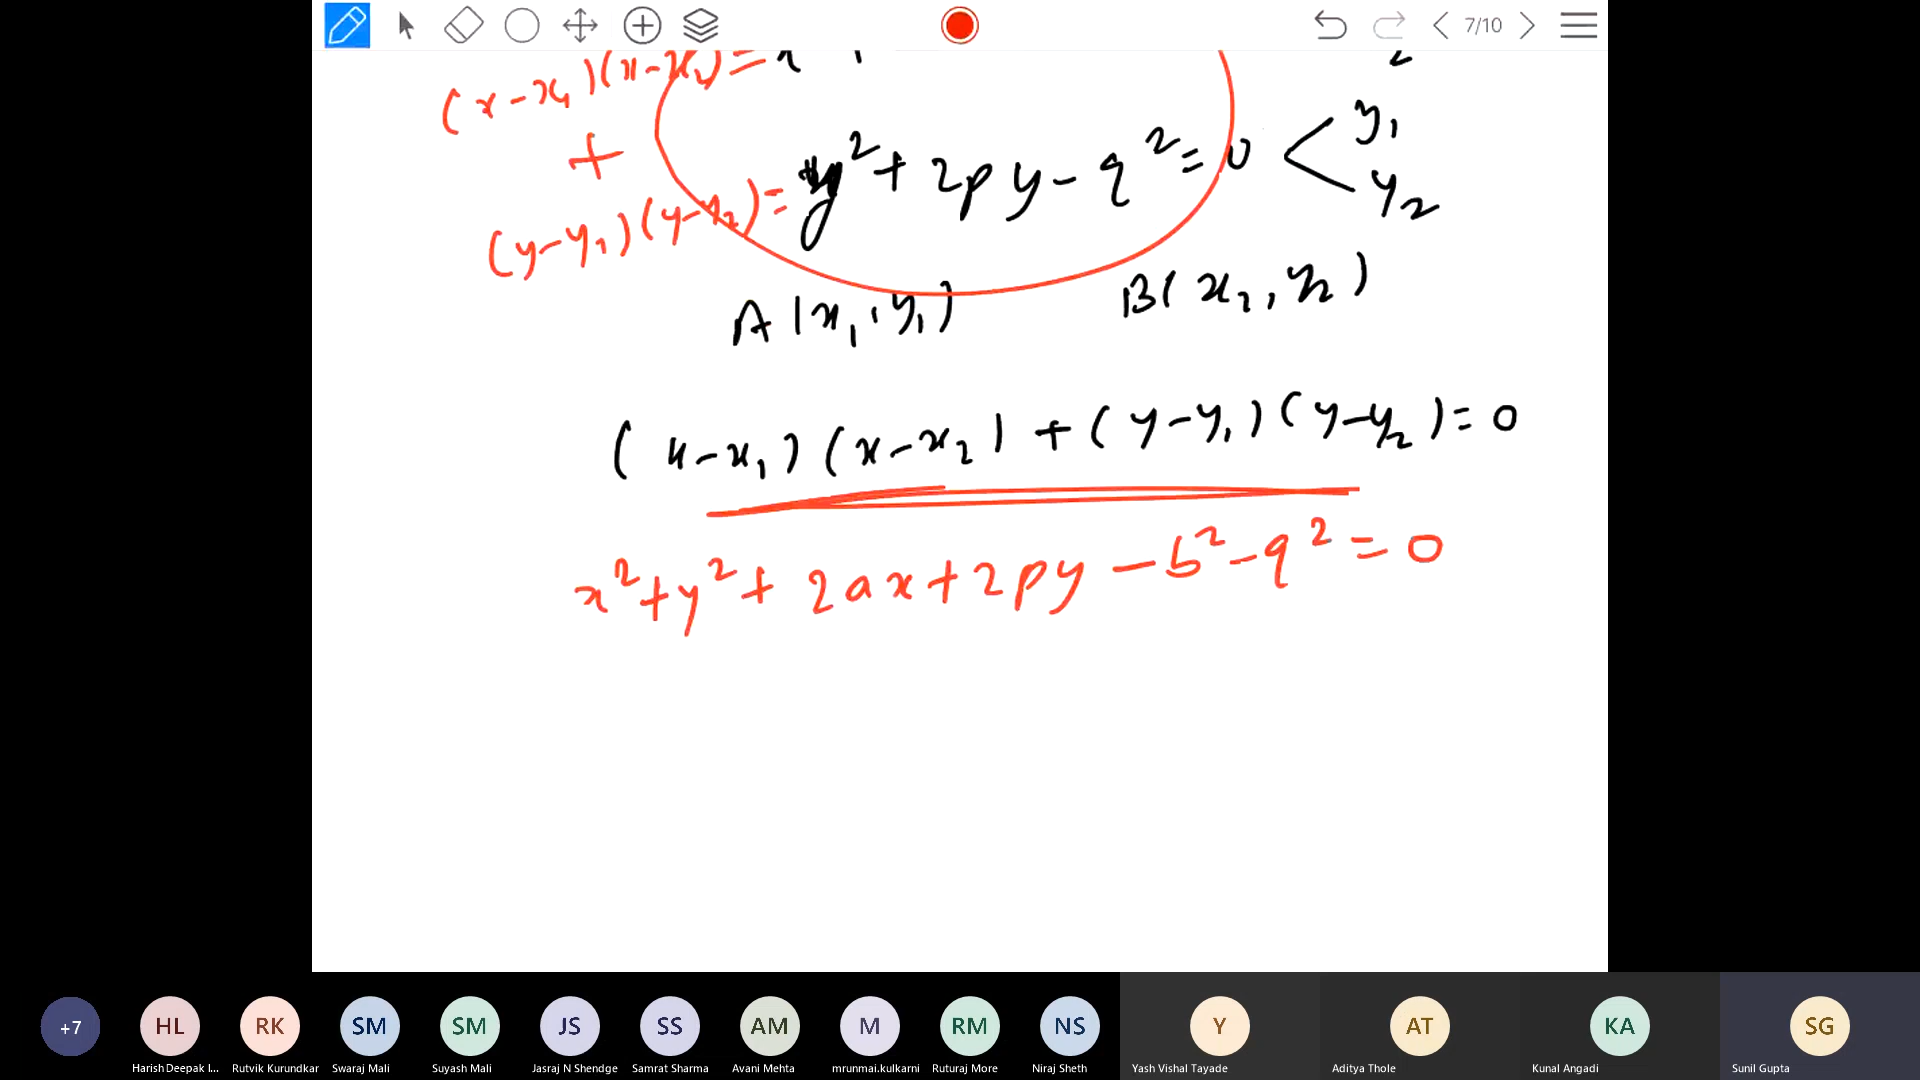 7/10
(x-x₁)(x-x₂)=x
2
+
y²+2py-q²=0 < y₁
y₂
(y-y₁)(y-y₂)=
A(x₁,y₁) B(x₂,y₂)
(x-x₁)(x-x₂)+(y-y₁)(y-y₂)=0
x²+y²+2ax+2py-b²-q²=0
+7 HL RK SM SM JS SS AM M RM NS Y AT KA SG
Harish Deepak I... Rutvik Kurundkar Swaraj Mali Suyash Mali Jasraj N Shendge Samrat Sharma Avani Mehta mrunmai.kulkarni Ruturaj More Niraj Sheth Yash Vishal Tayade Aditya Thole Kunal Angadi Sunil Gupta